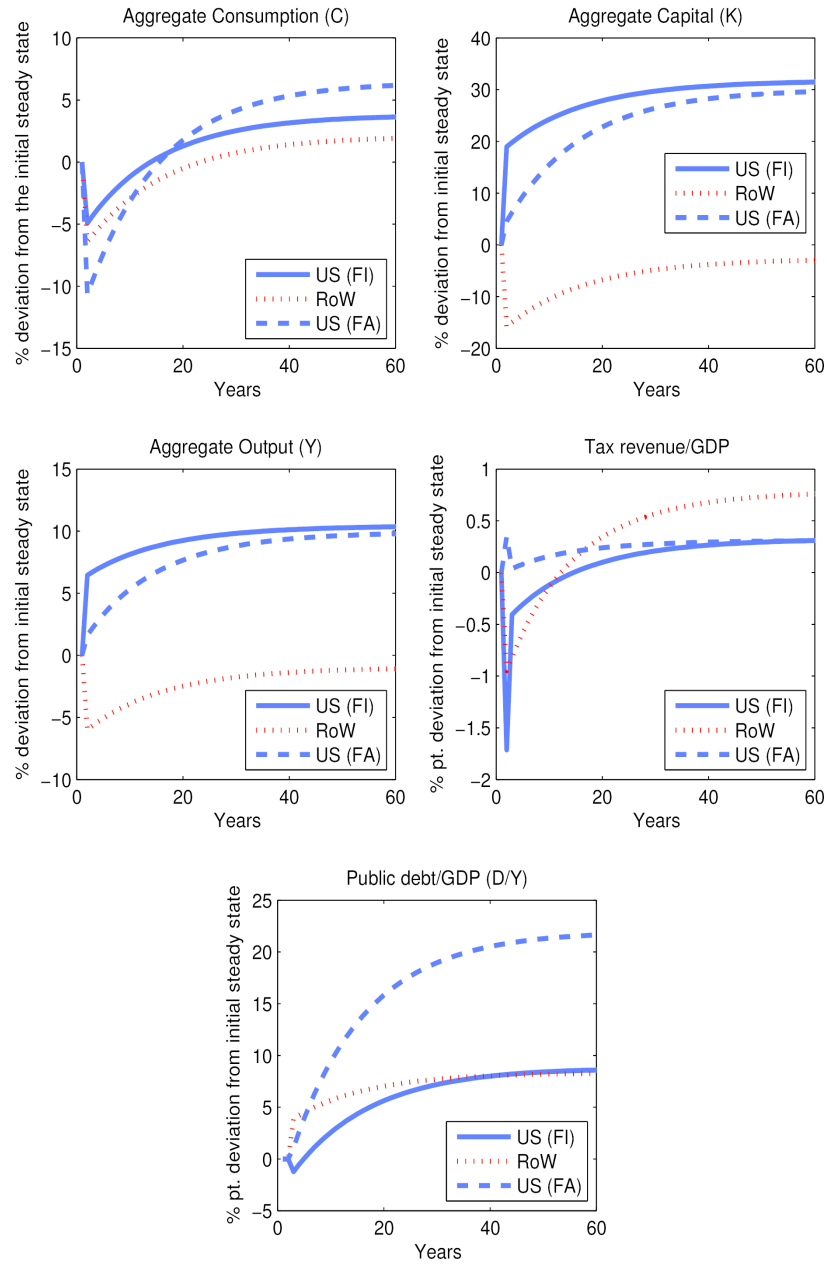 Aggregate Consumption (C)
% deviation from the initial steady state
10
5
0
−5
−10
−15
0
20
40
60
Years
US (FI)
RoW
US (FA)
Aggregate Capital (K)
% deviation from initial steady state
40
30
20
10
0
−10
−20
0
20
40
60
Years
US (FI)
RoW
US (FA)
Aggregate Output (Y)
% deviation from initial steady state
15
10
5
0
−5
−10
0
20
40
60
Years
US (FI)
RoW
US (FA)
Tax revenue/GDP
% pt. deviation from initial steady state
1
0.5
0
−0.5
−1
−1.5
−2
0
20
40
60
Years
US (FI)
RoW
US (FA)
Public debt/GDP (D/Y)
% pt. deviation from initial steady state
25
20
15
10
5
0
−5
0
20
40
60
Years
US (FI)
RoW
US (FA)